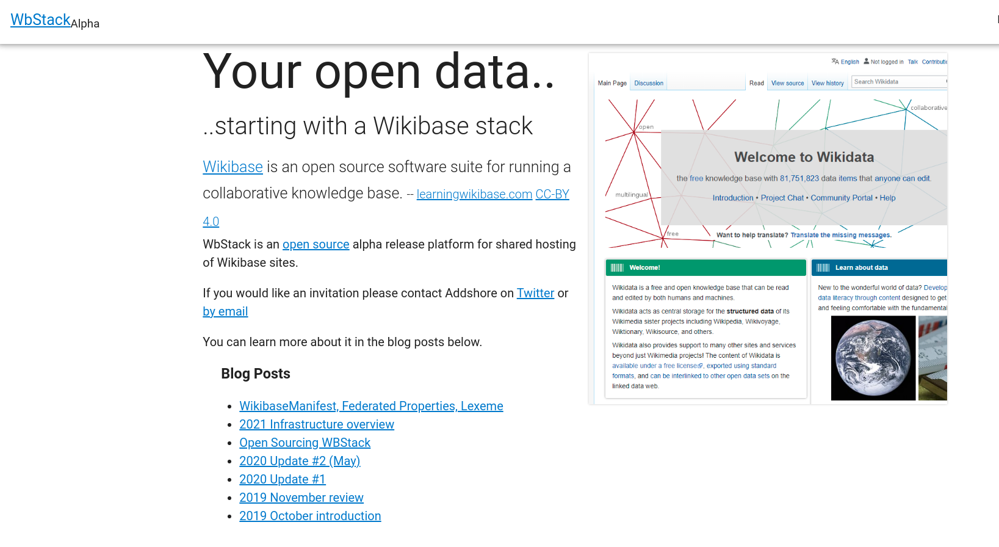 WbStackAlpha
Your open data..
..starting with a Wikibase stack
Wikibase is an open source software suite for running a
collaborative knowledge base. -- learningwikibase.com CC-BY
4.0
WbStack is an open source alpha release platform for shared hosting
of Wikibase sites.
If you would like an invitation please contact Addshore on Twitter or
by email
You can learn more about it in the blog posts below.
Blog Posts
WikibaseManifest, Federated Properties, Lexeme
2021 Infrastructure overview
Open Sourcing WBStack
2020 Update #2 (May)
2020 Update #1
2019 November review
2019 October introduction
English Not logged in Talk
Main Page Discussion Read View source View history Search Wikidata
collaborative
open
Welcome to Wikidata
the free knowledge base with 81,751,823 data items that anyone can edit.
multilingual
Introduction • Project Chat • Community Portal • Help
free
Want to help translate? Translate the missing messages.
Welcome!
Wikidata is a free and open knowledge base that can be read
and edited by both humans and machines.
Wikidata acts as central storage for the structured data of its
Wikimedia sister projects including Wikipedia, Wikivoyage,
Wiktionary, Wikisource, and others.
Wikidata also provides support to many other sites and services
beyond just Wikimedia projects! The content of Wikidata is
available under a free license, exported using standard
formats, and can be interlinked to other open data sets on the
linked data web.
Learn about data
New to the wonderful world of data? Develop
data literacy through content designed to get
and feeling comfortable with the fundamental